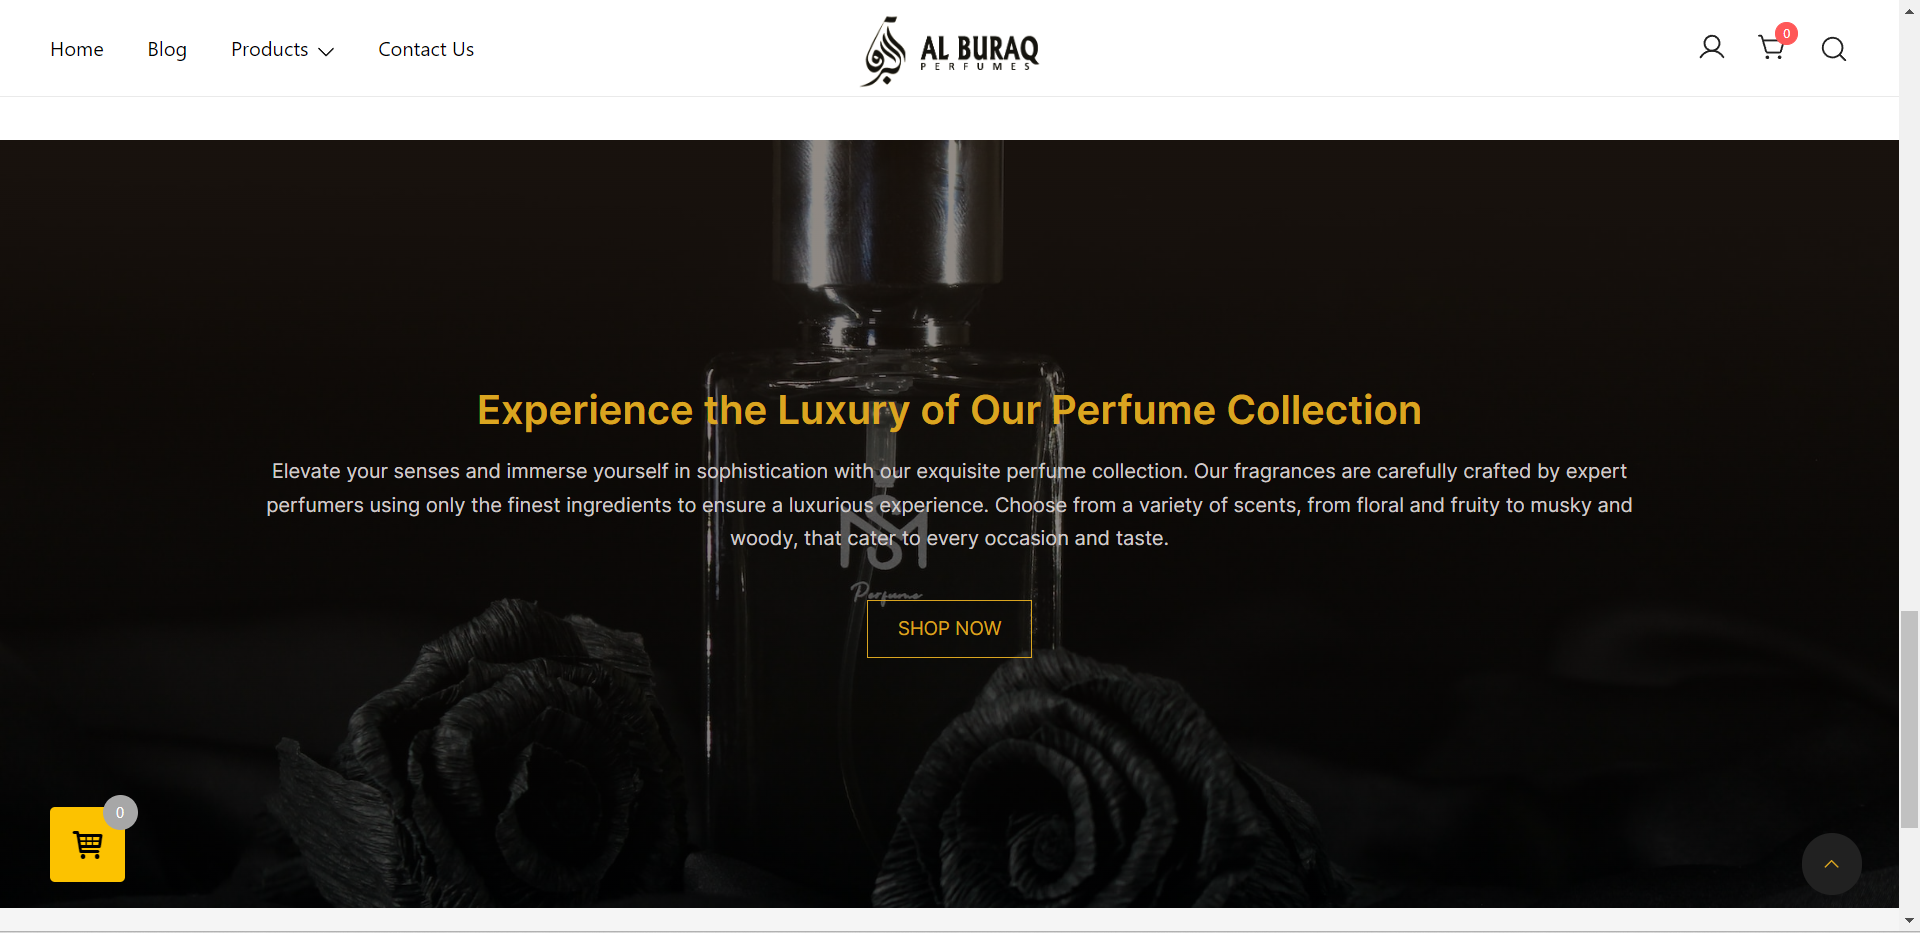 Home
Blog
Products
Contact Us
البراق
AL BURAQ
PERFUMES
0
Experience the Luxury of Our Perfume Collection
Elevate your senses and immerse yourself in sophistication with our exquisite perfume collection. Our fragrances are carefully crafted by expert
perfumers using only the finest ingredients to ensure a luxurious experience. Choose from a variety of scents, from floral and fruity to musky and
woody, that cater to every occasion and taste.
SM
Perfume
SHOP NOW
0